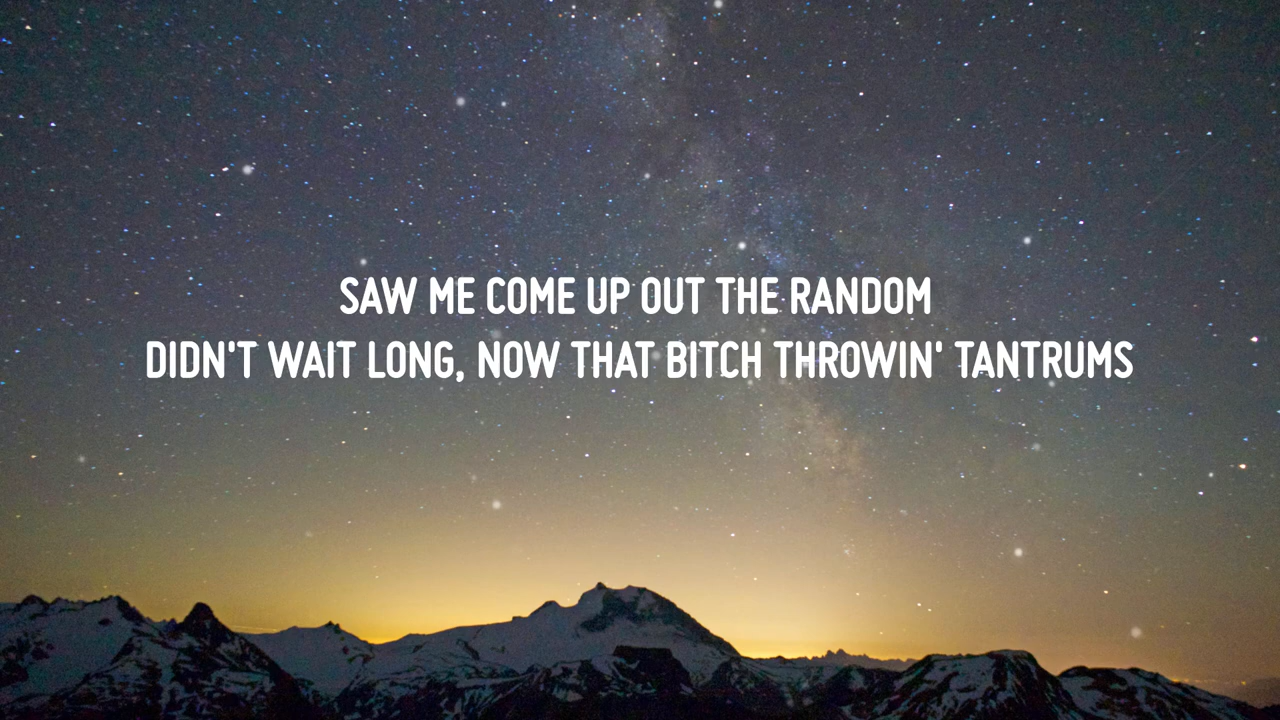 SAW ME COME UP OUT THE RANDOM
DIDN'T WAIT LONG, NOW THAT BITCH THROWIN' TANTRUMS